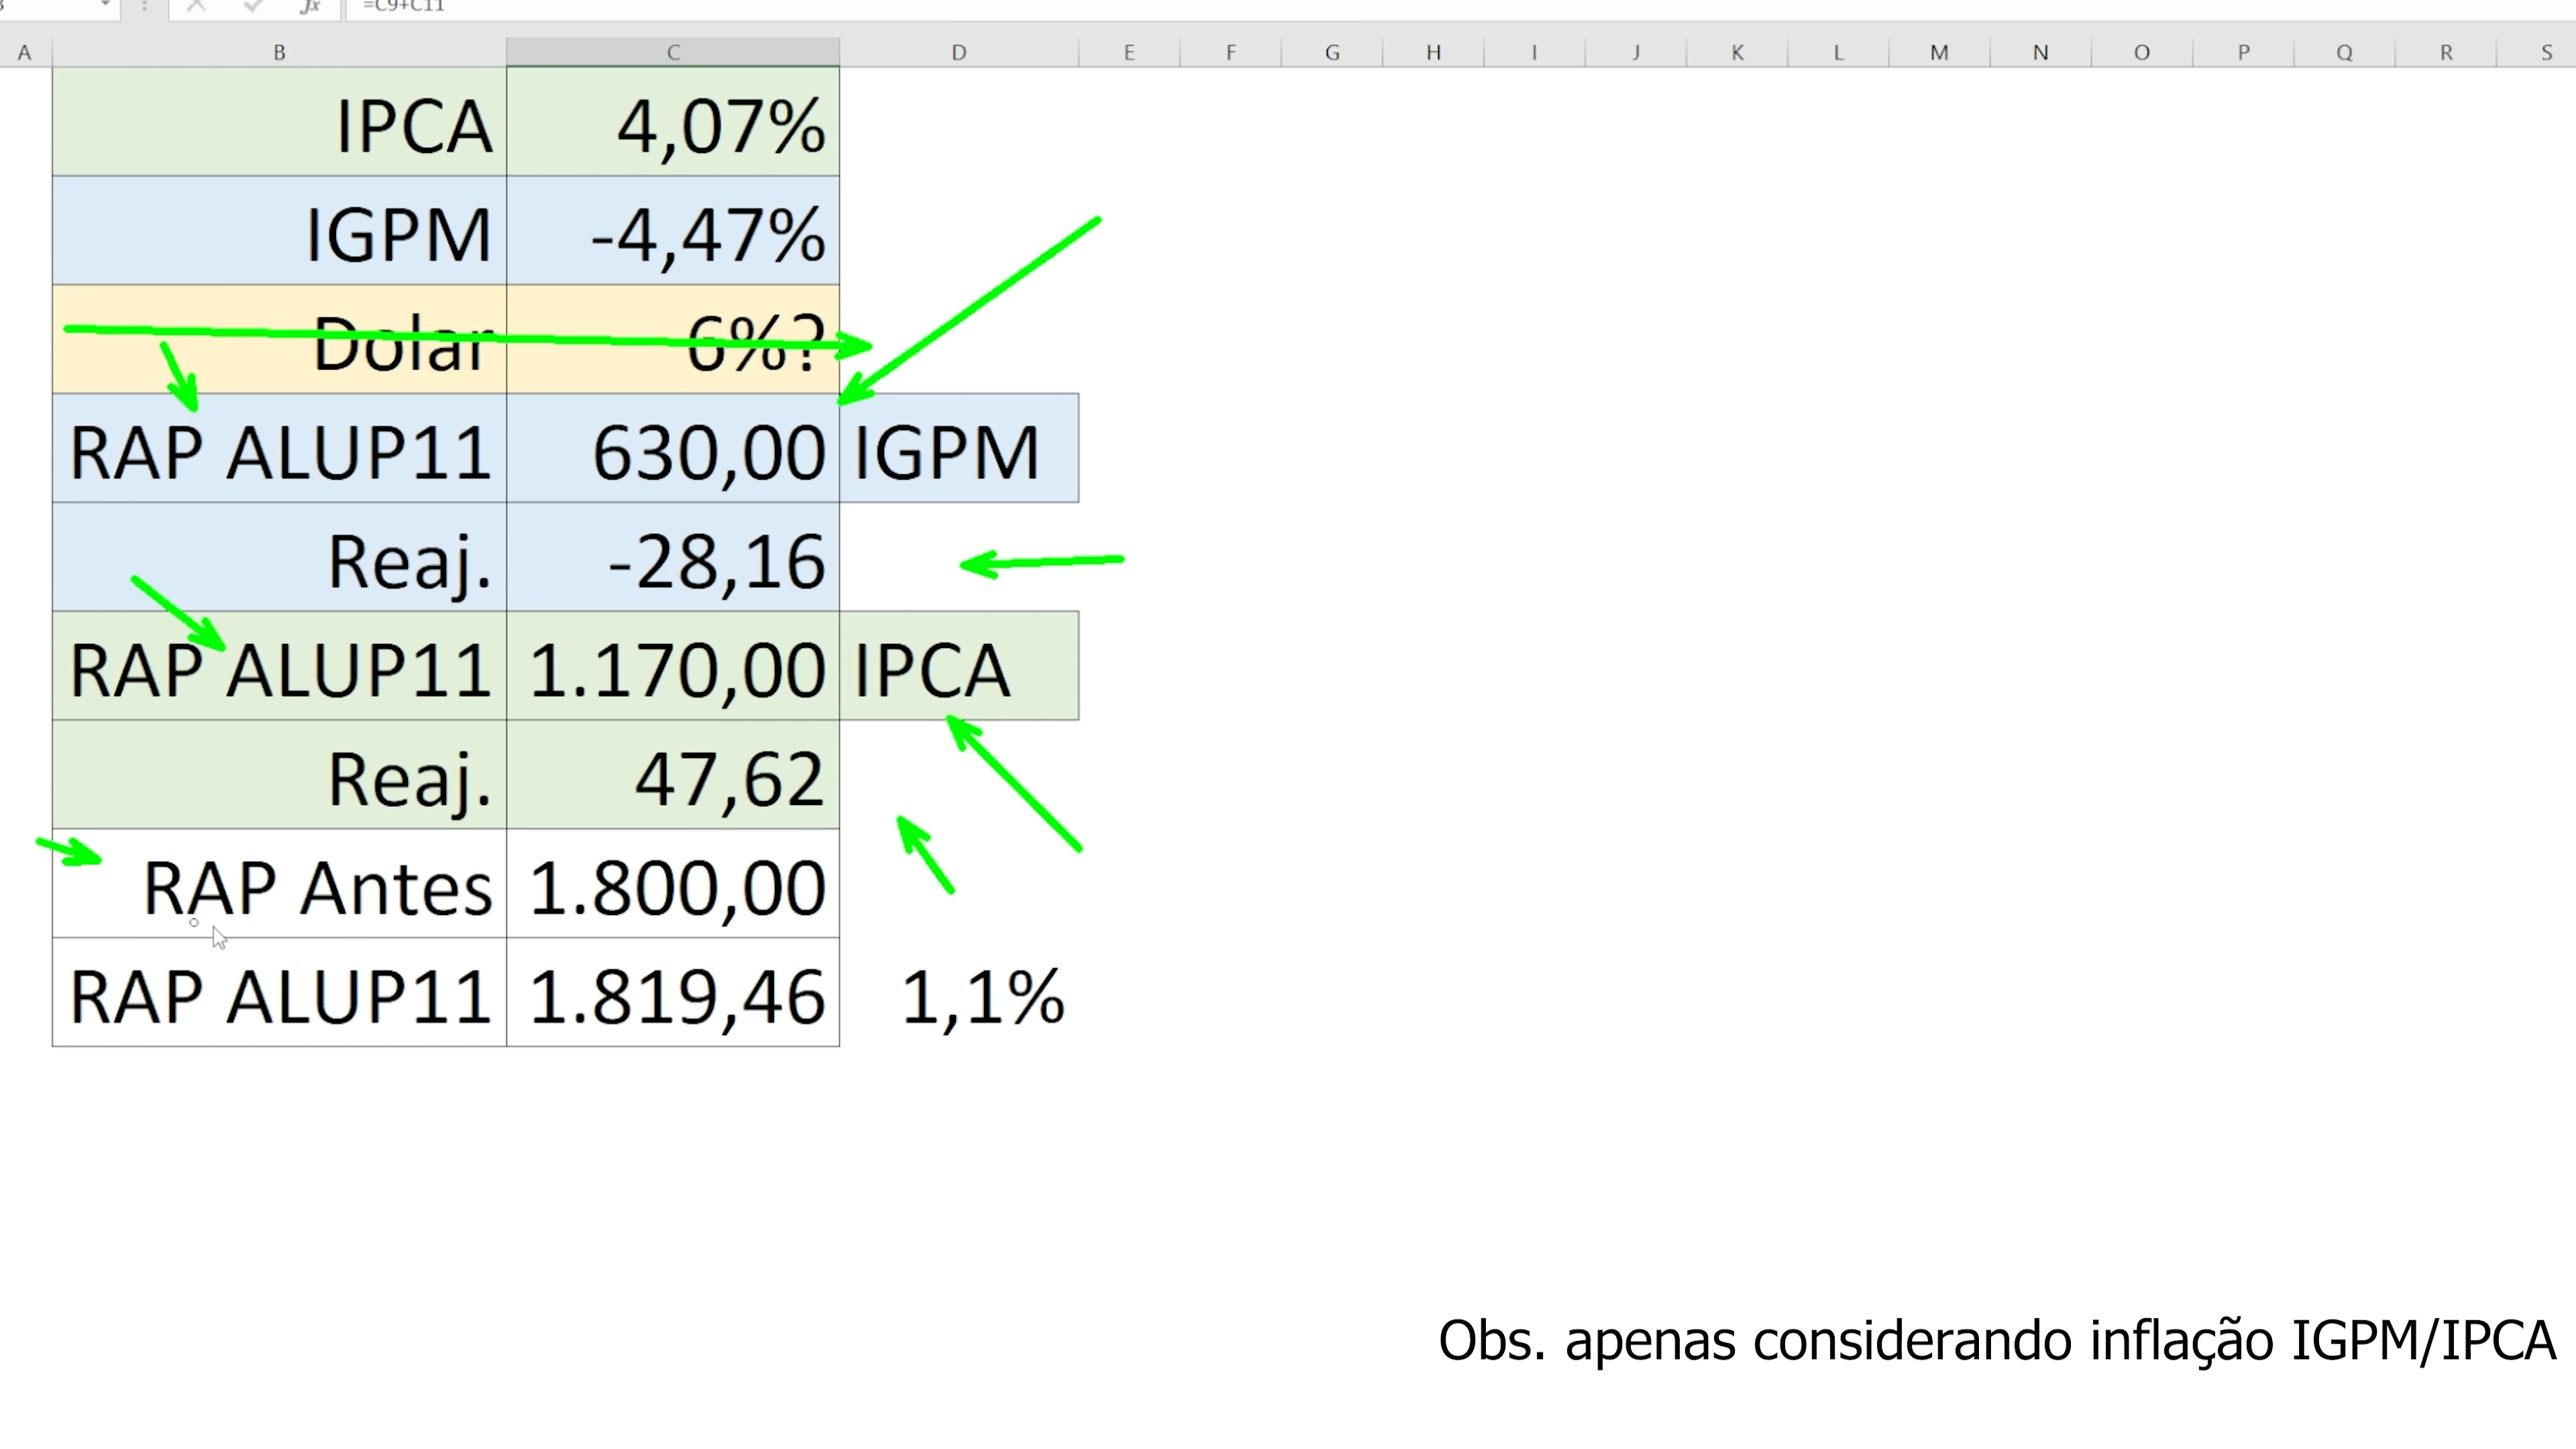 fx =C9+C11
A B C D E F G H I J K L M N O P Q R S
IPCA 4,07%
IGPM -4,47%
Dolar 6%?
RAP ALUP11 630,00 IGPM
Reaj. -28,16
RAP ALUP11 1.170,00 IPCA
Reaj. 47,62
RAP Antes 1.800,00
RAP ALUP11 1.819,46 1,1%
Obs. apenas considerando inflação IGPM/IPCA